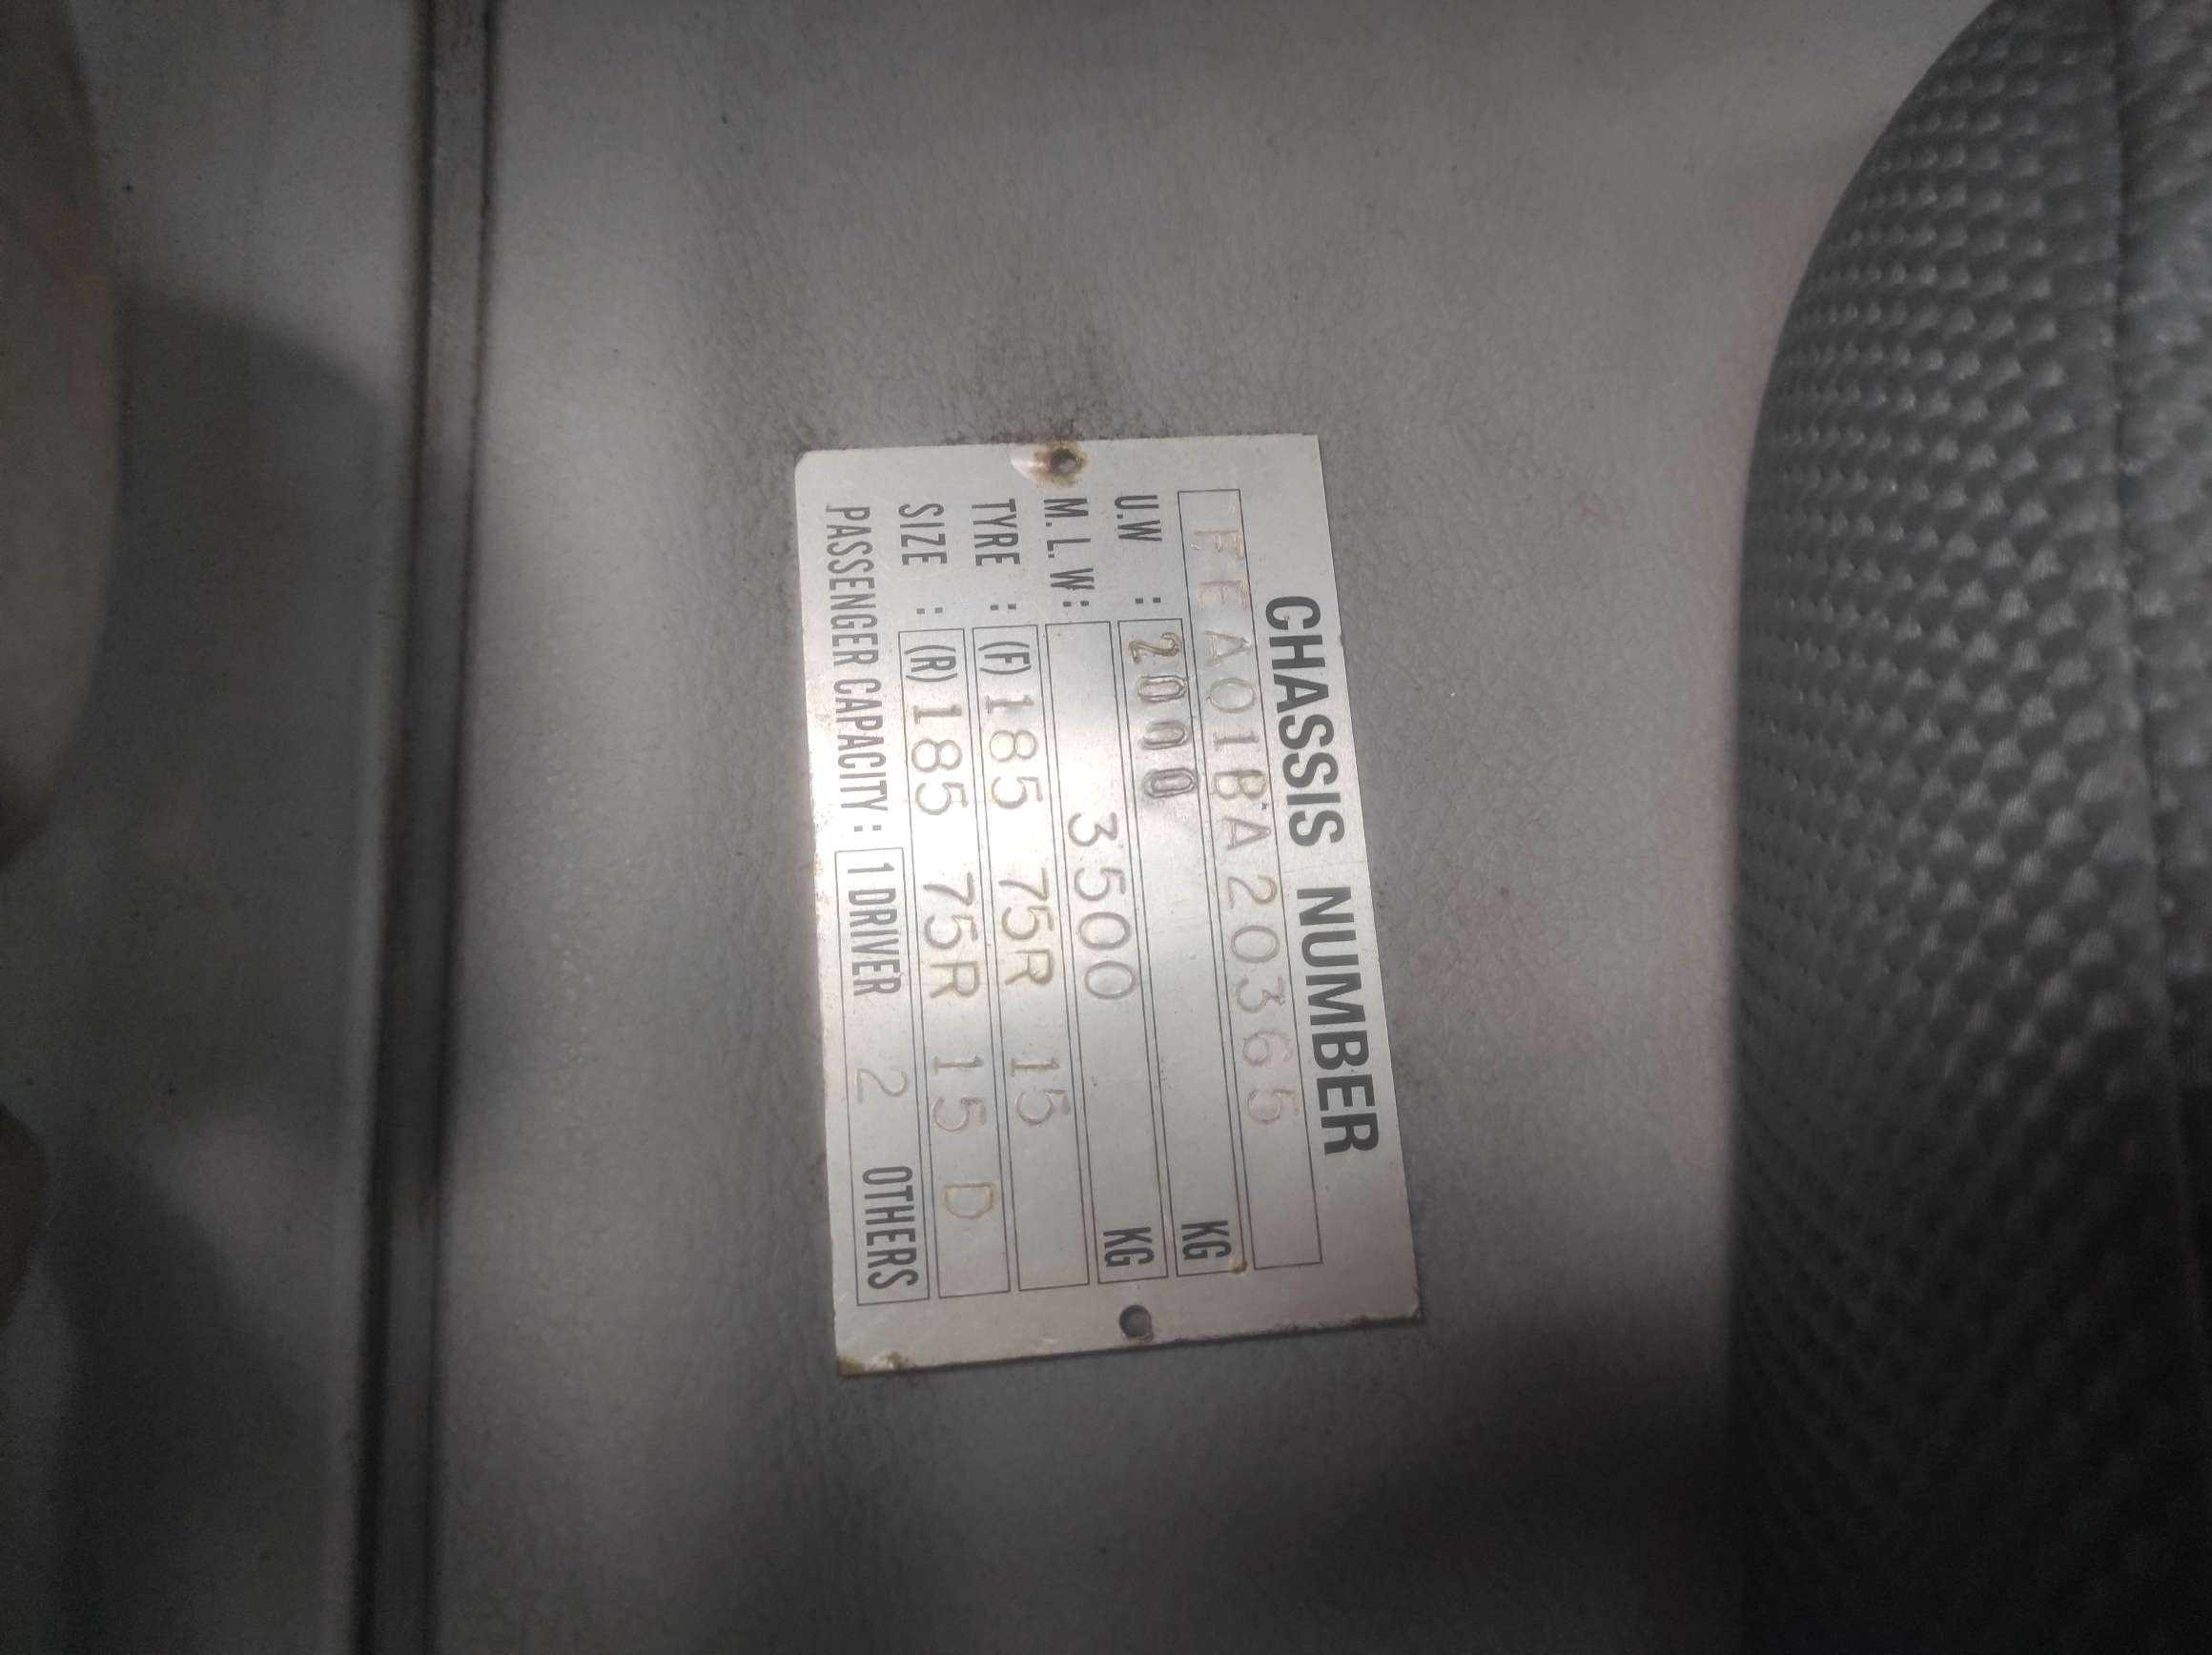 CHASSIS NUMBER
FEA01BA20365
U.W : 2000 KG
M.L.W: 3500 KG
TYRE : (F) 185 75R 15
SIZE : (R) 185 75R 15 D
PASSENGER CAPACITY: 1 DRIVER 2 OTHERS